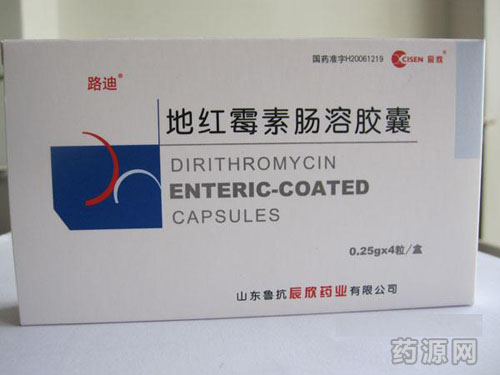 国药准字H20061219 CISEN 辰欣®
路迪®
地红霉素肠溶胶囊
DIRITHROMYCIN
ENTERIC-COATED
CAPSULES
0.25gx4粒/盒
山东鲁抗辰欣药业有限公司
药源网